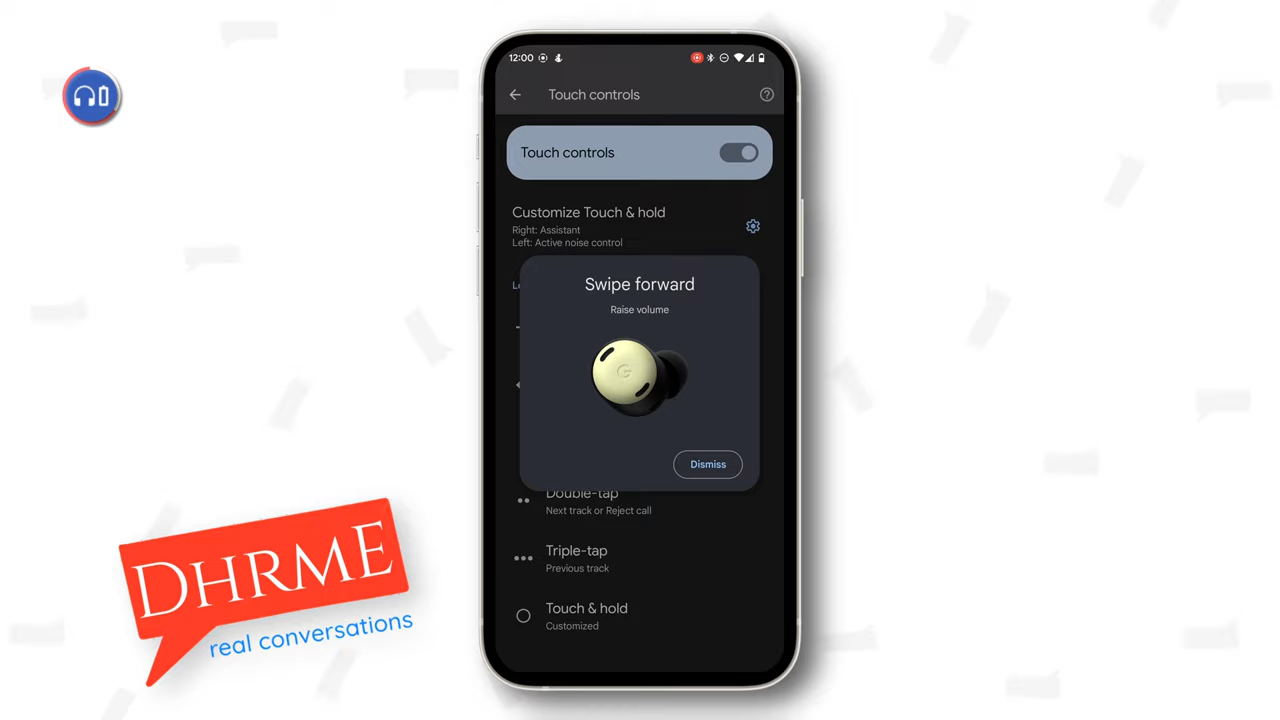 12:00
Touch controls
Touch controls
Customize Touch & hold
Right: Assistant
Left: Active noise control
Swipe forward
Raise volume
G
Dismiss
Double-tap
Next track or Reject call
Triple-tap
Previous track
Touch & hold
Customized
DHRME
real conversations